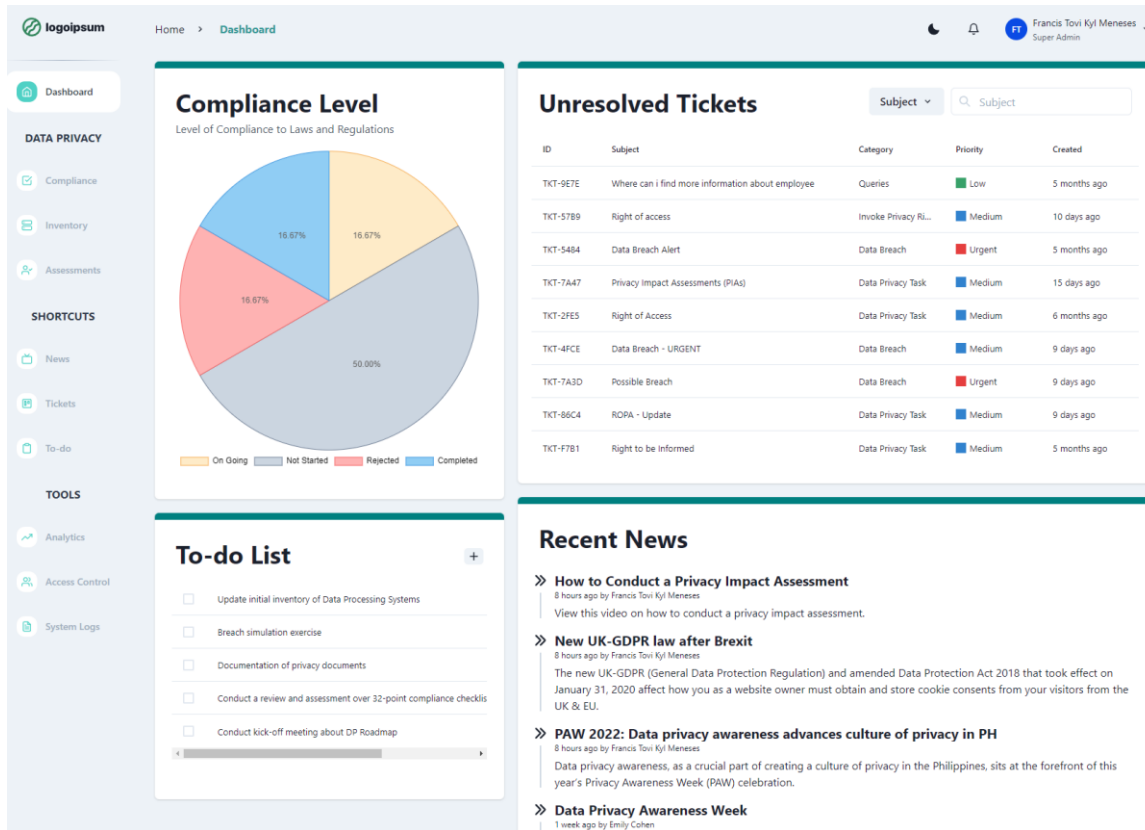 logoipsum
Home > Dashboard
FT
Francis Tovi Kyl Meneses
Super Admin
Dashboard
DATA PRIVACY
Compliance
Inventory
Assessments
SHORTCUTS
News
Tickets
To-do
TOOLS
Analytics
Access Control
System Logs
Compliance Level
Level of Compliance to Laws and Regulations
16.67% 16.67%
16.67%
50.00%
On Going Not Started Rejected Completed
Unresolved Tickets
Subject
Subject
ID Subject Category Priority Created
TKT-9E7E Where can i find more information about employee Queries Low 5 months ago
TKT-57B9 Right of access Invoke Privacy Ri... Medium 10 days ago
TKT-5484 Data Breach Alert Data Breach Urgent 5 months ago
TKT-7A47 Privacy Impact Assessments (PIAs) Data Privacy Task Medium 15 days ago
TKT-2FE5 Right of Access Data Privacy Task Medium 6 months ago
TKT-4FCE Data Breach - URGENT Data Breach Medium 9 days ago
TKT-7A3D Possible Breach Data Breach Urgent 9 days ago
TKT-86C4 ROPA - Update Data Privacy Task Medium 9 days ago
TKT-F7B1 Right to be Informed Data Privacy Task Medium 5 months ago
To-do List
+
Update initial inventory of Data Processing Systems
Breach simulation exercise
Documentation of privacy documents
Conduct a review and assessment over 32-point compliance checklis
Conduct kick-off meeting about DP Roadmap
Recent News
How to Conduct a Privacy Impact Assessment
8 hours ago by Francis Tovi Kyl Meneses
View this video on how to conduct a privacy impact assessment.
New UK-GDPR law after Brexit
8 hours ago by Francis Tovi Kyl Meneses
The new UK-GDPR (General Data Protection Regulation) and amended Data Protection Act 2018 that took effect on
January 31, 2020 affect how you as a website owner must obtain and store cookie consents from your visitors from the
UK & EU.
PAW 2022: Data privacy awareness advances culture of privacy in PH
8 hours ago by Francis Tovi Kyl Meneses
Data privacy awareness, as a crucial part of creating a culture of privacy in the Philippines, sits at the forefront of this
year's Privacy Awareness Week (PAW) celebration.
Data Privacy Awareness Week
1 week ago by Emily Cohen